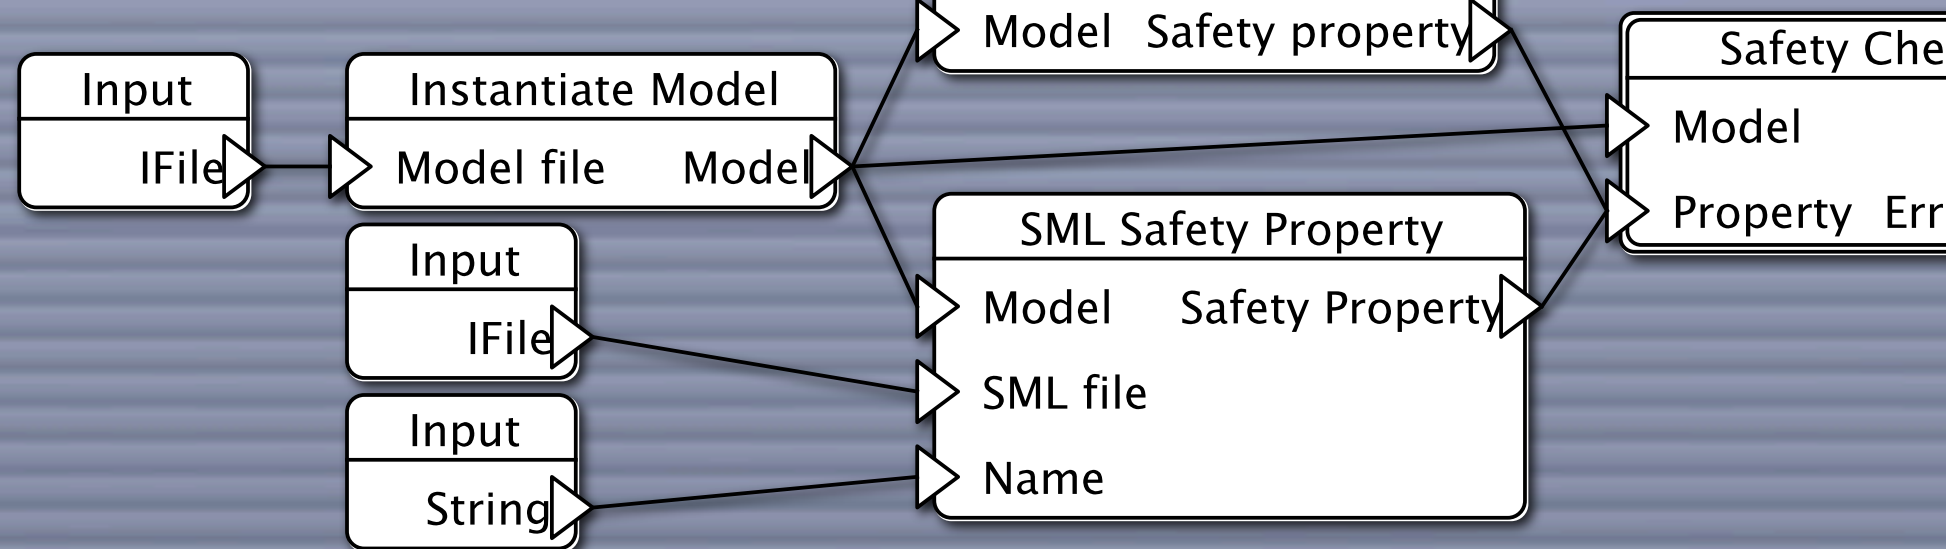 Model Safety property
Input
IFile
Instantiate Model
Model file Model
Safety Che
Model
Property Err
Input
IFile
SML Safety Property
Model Safety Property
SML file
Name
Input
String